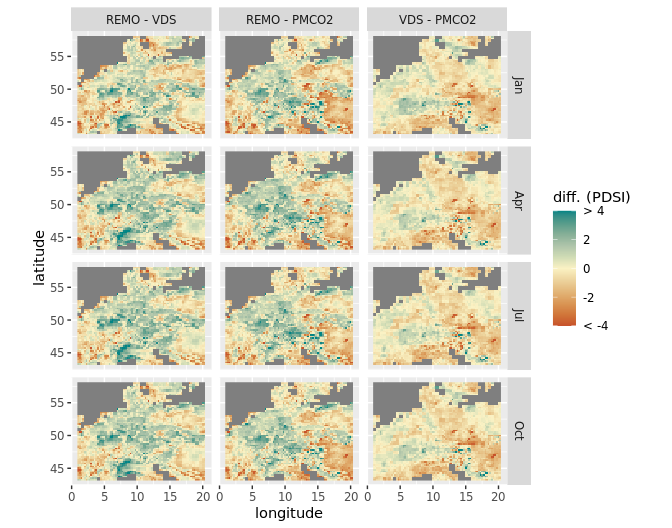 REMO - VDS REMO - PMCO2 VDS - PMCO2
55
50
45
Jan
55
50
45
Apr
55
50
45
Jul
55
50
45
Oct
0 5 10 15 20 0 5 10 15 20 0 5 10 15 20
longitude
latitude
diff. (PDSI)
> 4
2
0
-2
< -4